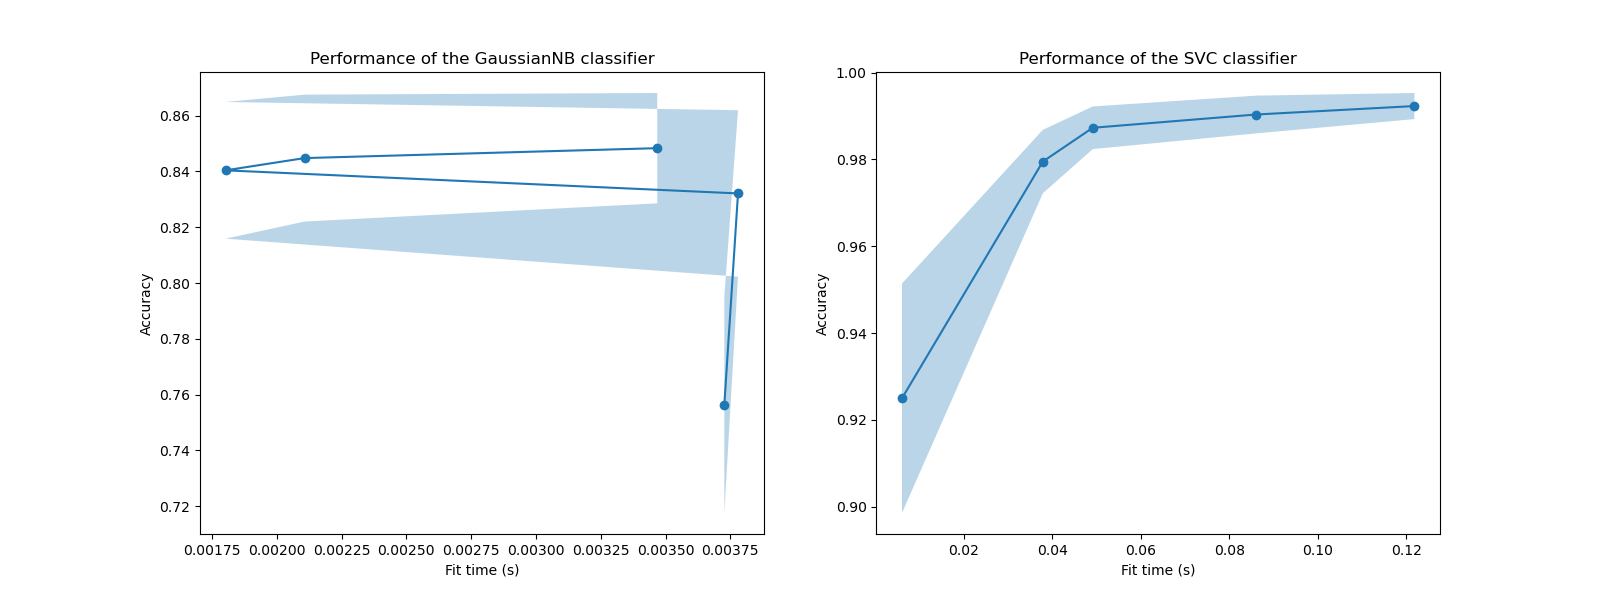 Performance of the GaussianNB classifier
Accuracy
0.86
0.84
0.82
0.80
0.78
0.76
0.74
0.72
0.00175 0.00200 0.00225 0.00250 0.00275 0.00300 0.00325 0.00350 0.00375
Fit time (s)
Performance of the SVC classifier
Accuracy
1.00
0.98
0.96
0.94
0.92
0.90
0.02 0.04 0.06 0.08 0.10 0.12
Fit time (s)